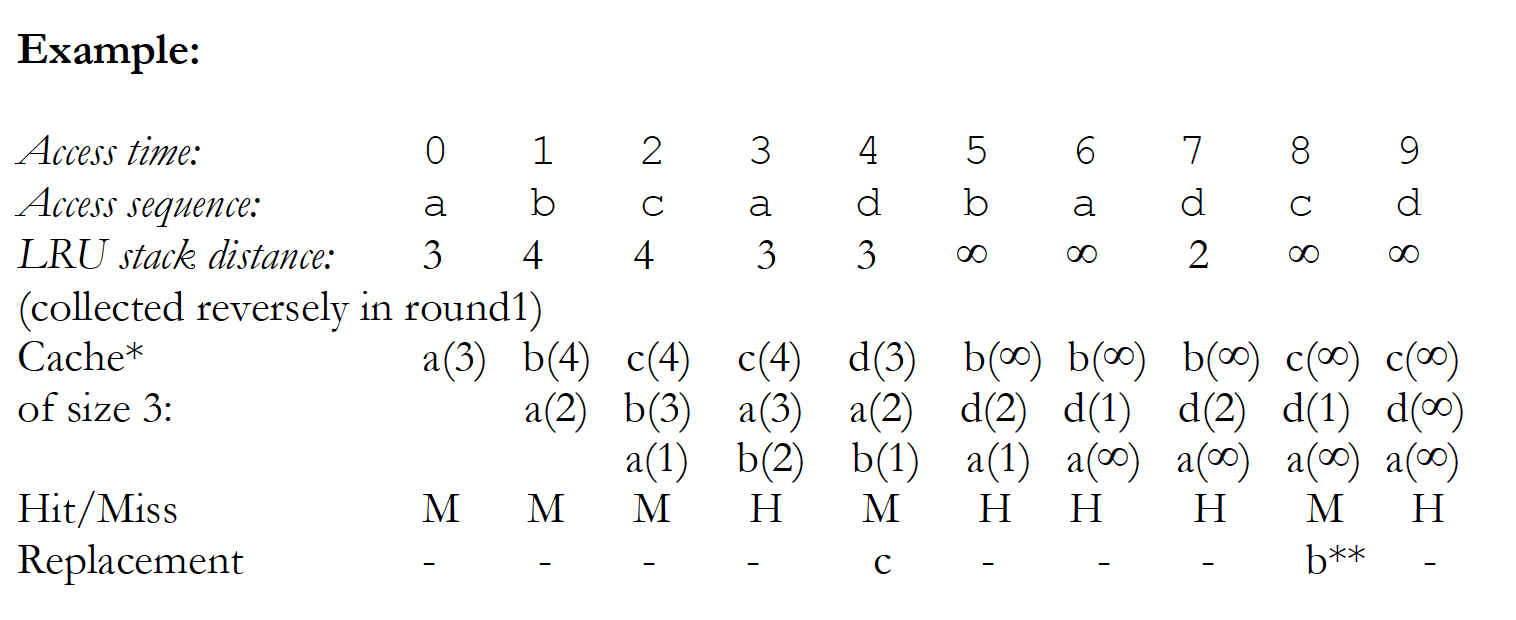 Example:
Access time: 0 1 2 3 4 5 6 7 8 9
Access sequence: a b c a d b a d c d
LRU stack distance: 3 4 4 3 3 ∞ ∞ 2 ∞ ∞
(collected reversely in round1)
Cache* a(3) b(4) c(4) c(4) d(3) b(∞) b(∞) b(∞) c(∞) c(∞)
of size 3: a(2) b(3) a(3) a(2) d(2) d(1) d(2) d(1) d(∞)
a(1) b(2) b(1) a(1) a(∞) a(∞) a(∞) a(∞)
Hit/Miss M M M H M H H H M H
Replacement - - - - c - - - b** -